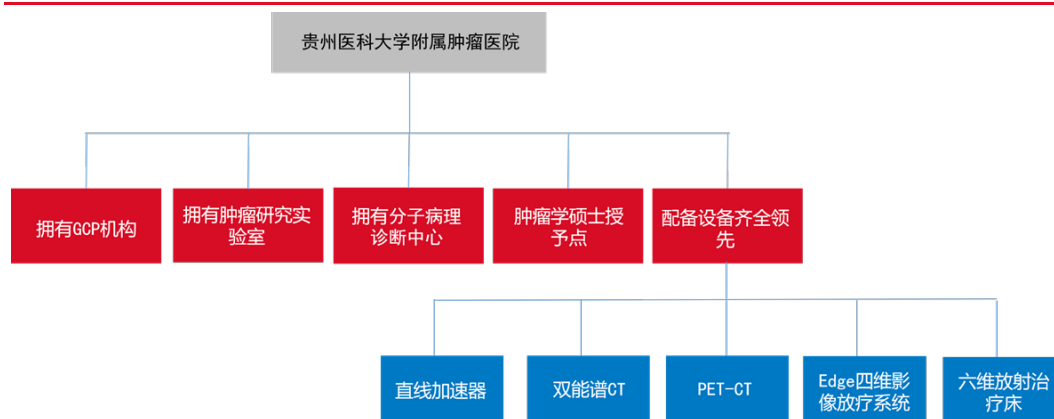 贵州医科大学附属肿瘤医院
拥有GCP机构
拥有肿瘤研究实
验室
拥有分子病理
诊断中心
肿瘤学硕士授
予点
配备设备齐全领
先
直线加速器
双能谱CT
PET-CT
Edge四维影
像放疗系统
六维放射治
疗床